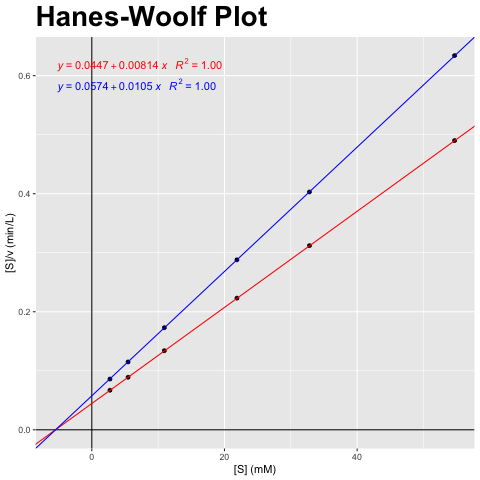 Hanes-Woolf Plot
y = 0.0447 + 0.00814 x R² = 1.00
y = 0.0574 + 0.0105 x R² = 1.00
0.6
0.4
0.2
0.0
[S]/v (min/L)
0 20 40
[S] (mM)